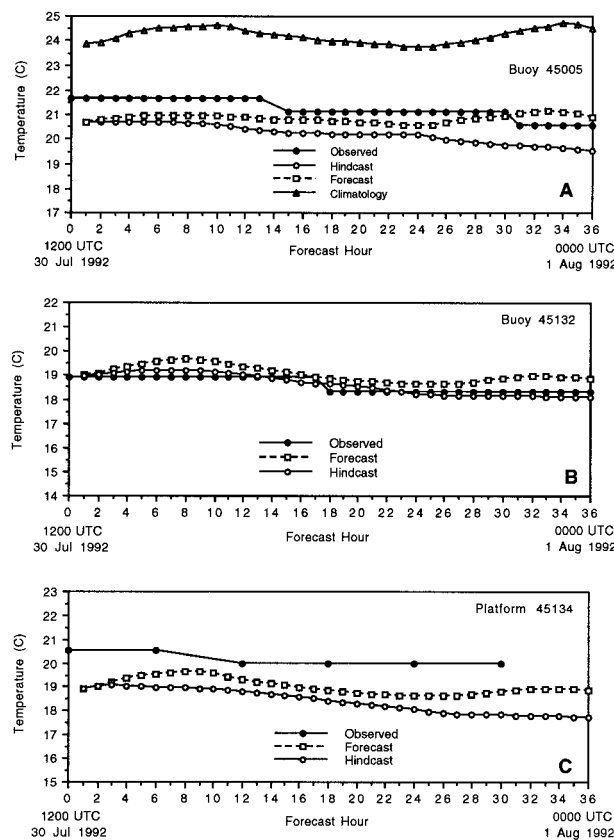 25
24
23
22
21
20
19
18
17
Temperature (C)
Buoy 45005
Observed
Hindcast
Forecast
Climatology
A
0 2 4 6 8 10 12 14 16 18 20 22 24 26 28 30 32 34 36
1200 UTC
30 Jul 1992
Forecast Hour
0000 UTC
1 Aug 1992
22
21
20
19
18
17
16
15
14
Temperature (C)
Buoy 45132
Observed
Forecast
Hindcast
B
0 2 4 6 8 10 12 14 16 18 20 22 24 26 28 30 32 34 36
1200 UTC
30 Jul 1992
Forecast Hour
0000 UTC
1 Aug 1992
23
22
21
20
19
18
17
16
15
Temperature (C)
Platform 45134
Observed
Forecast
Hindcast
C
0 2 4 6 8 10 12 14 16 18 20 22 24 26 28 30 32 34 36
1200 UTC
30 Jul 1992
Forecast Hour
0000 UTC
1 Aug 1992